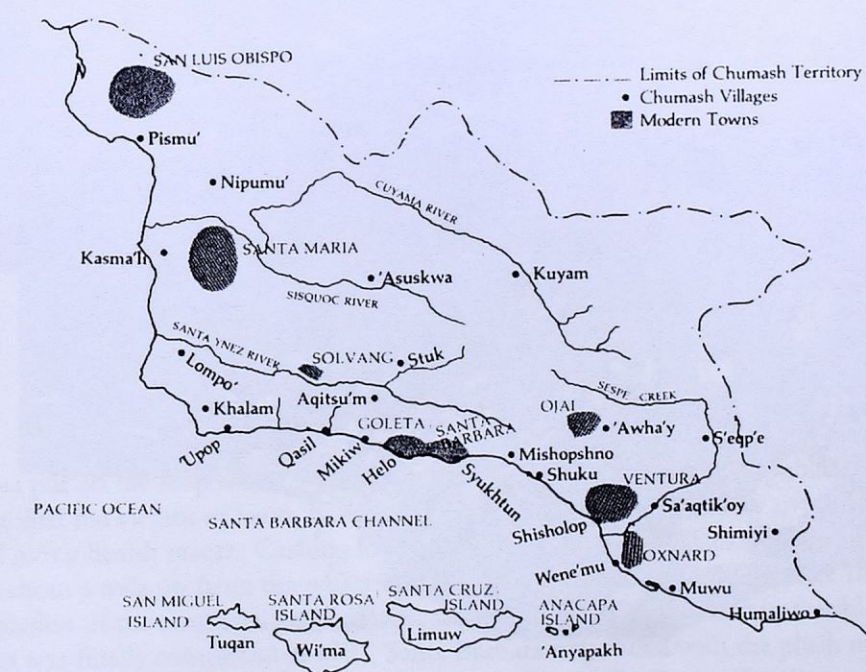 SAN LUIS OBISPO
Limits of Chumash Territory
Chumash Villages
Modern Towns
Pismu'
Nipumu'
CUYAMA RIVER
Kasma'li
SANTA MARIA
'Asuskwa
Kuyam
SISQUOC RIVER
SANTA YNEZ RIVER
SOLVANG
Stuk
Lompo'
SESPE CREEK
Khalam
Aqitsu'm
OJAI
'Awha'y
S'eqp'e
GOLETA
SANTA
BARBARA
'Upop
Qasil
Mikiw
Helo
Syukhtun
Mishopshno
Shuku
VENTURA
Sa'aqtik'oy
PACIFIC OCEAN
SANTA BARBARA CHANNEL
Shisholop
Shimiyi
OXNARD
Wene'mu
Muwu
Humaliwo
SAN MIGUEL
ISLAND
Tuqan
SANTA ROSA
ISLAND
Wi'ma
SANTA CRUZ
ISLAND
Limuw
ANACAPA
ISLAND
'Anyapakh